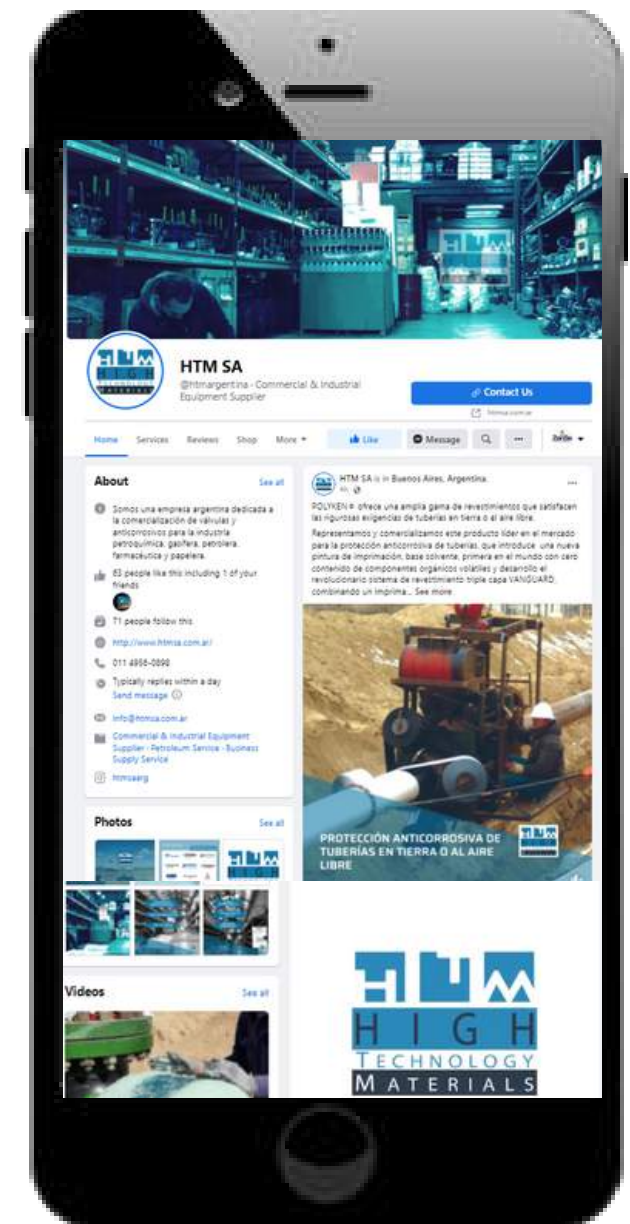 HTM
HIGH
TECHNOLOGY
MATERIALS
HTM SA
@htmargentina · Commercial & Industrial
Equipment Supplier
Contact Us
htmsa.com.ar
Home Services Reviews Shop More
Like Message
About See all
Somos una empresa argentina dedicada a
la comercialización de válvulas y
anticorrosivos para la industria
petroquímica, gasífera, petrolera,
farmacéutica y papelera.
63 people like this including 1 of your
friends
71 people follow this
http://www.htmsa.com.ar/
011 4956-0898
Typically replies within a day
Send message
info@htmsa.com.ar
Commercial & Industrial Equipment
Supplier · Petroleum Service · Business
Supply Service
htmsaarg
Photos See all
Videos See all
HTM SA is in Buenos Aires, Argentina.
POLYKEN® ofrece una amplia gama de revestimientos que satisfacen
las rigurosas exigencias de tuberías en tierra o al aire libre.
Representamos y comercializamos este producto líder en el mercado
para la protección anticorrosiva de tuberías, que introduce una nueva
pintura de imprimación, base solvente, primera en el mundo con cero
contenido de componentes orgánicos volátiles y desarrollo el
revolucionario sistema de revestimiento triple capa VANGUARD,
combinando un imprima... See more
PROTECCIÓN ANTICORROSIVA DE
TUBERÍAS EN TIERRA O AL AIRE
LIBRE
HTM
HIGH
TECHNOLOGY
MATERIALS